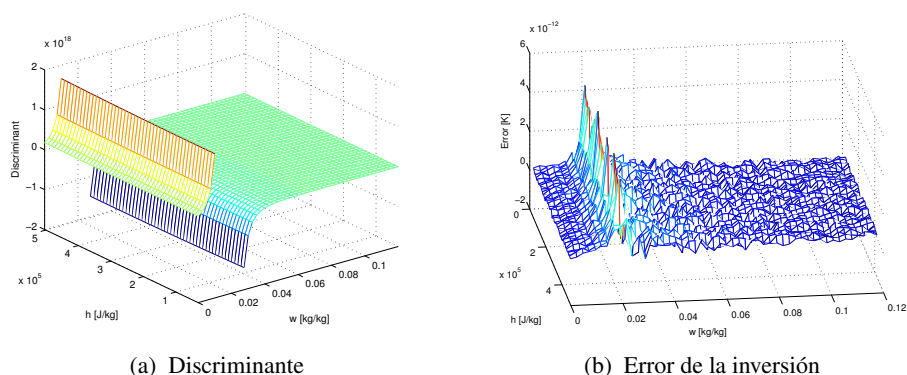 x 10^18
2
1
0
−1
−2
Discriminant
5
4
3
2
1
x 10^5
h [J/kg]
0
0.02
0.04
0.06
0.08
0.1
w [kg/kg]
(a) Discriminante
x 10^-12
6
4
2
0
−2
Error [K]
0
2
4
x 10^5
h [J/kg]
0
0.02
0.04
0.06
0.08
0.1
0.12
w [kg/kg]
(b) Error de la inversión